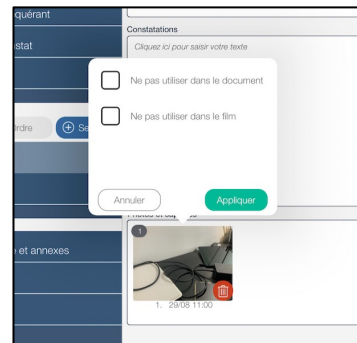 quérant
Constatations
stat
Cliquez ici pour saisir votre texte
Ne pas utiliser dans le document
Ne pas utiliser dans le film
rdre
Se
Annuler
Appliquer
et annexes
1
1. 29/08 11:00